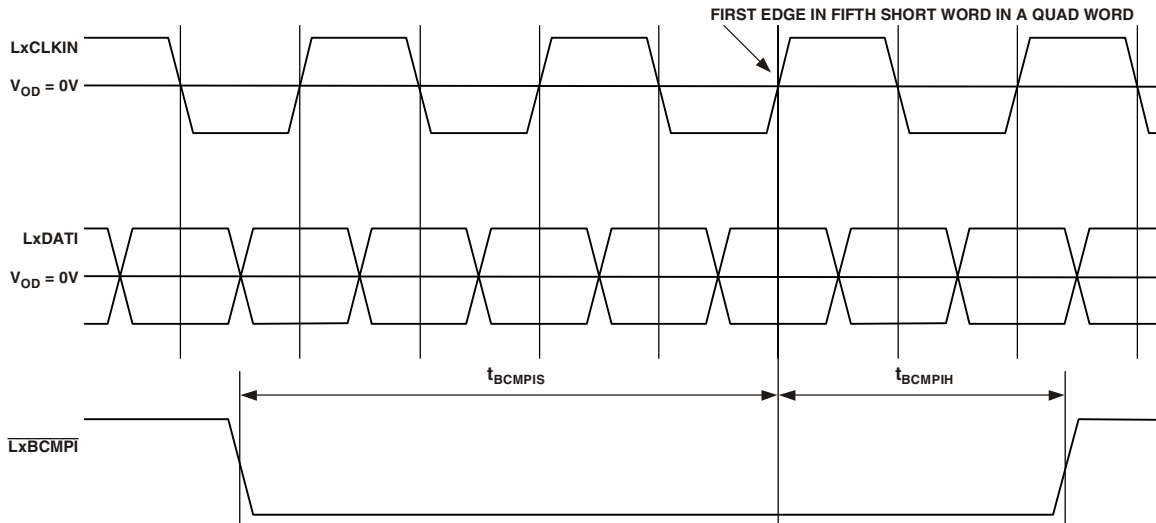 FIRST EDGE IN FIFTH SHORT WORD IN A QUAD WORD
LxCLKIN
VOD = 0V
LxDATI
VOD = 0V
tBCMPIS
tBCMPIH
LxBCMPI